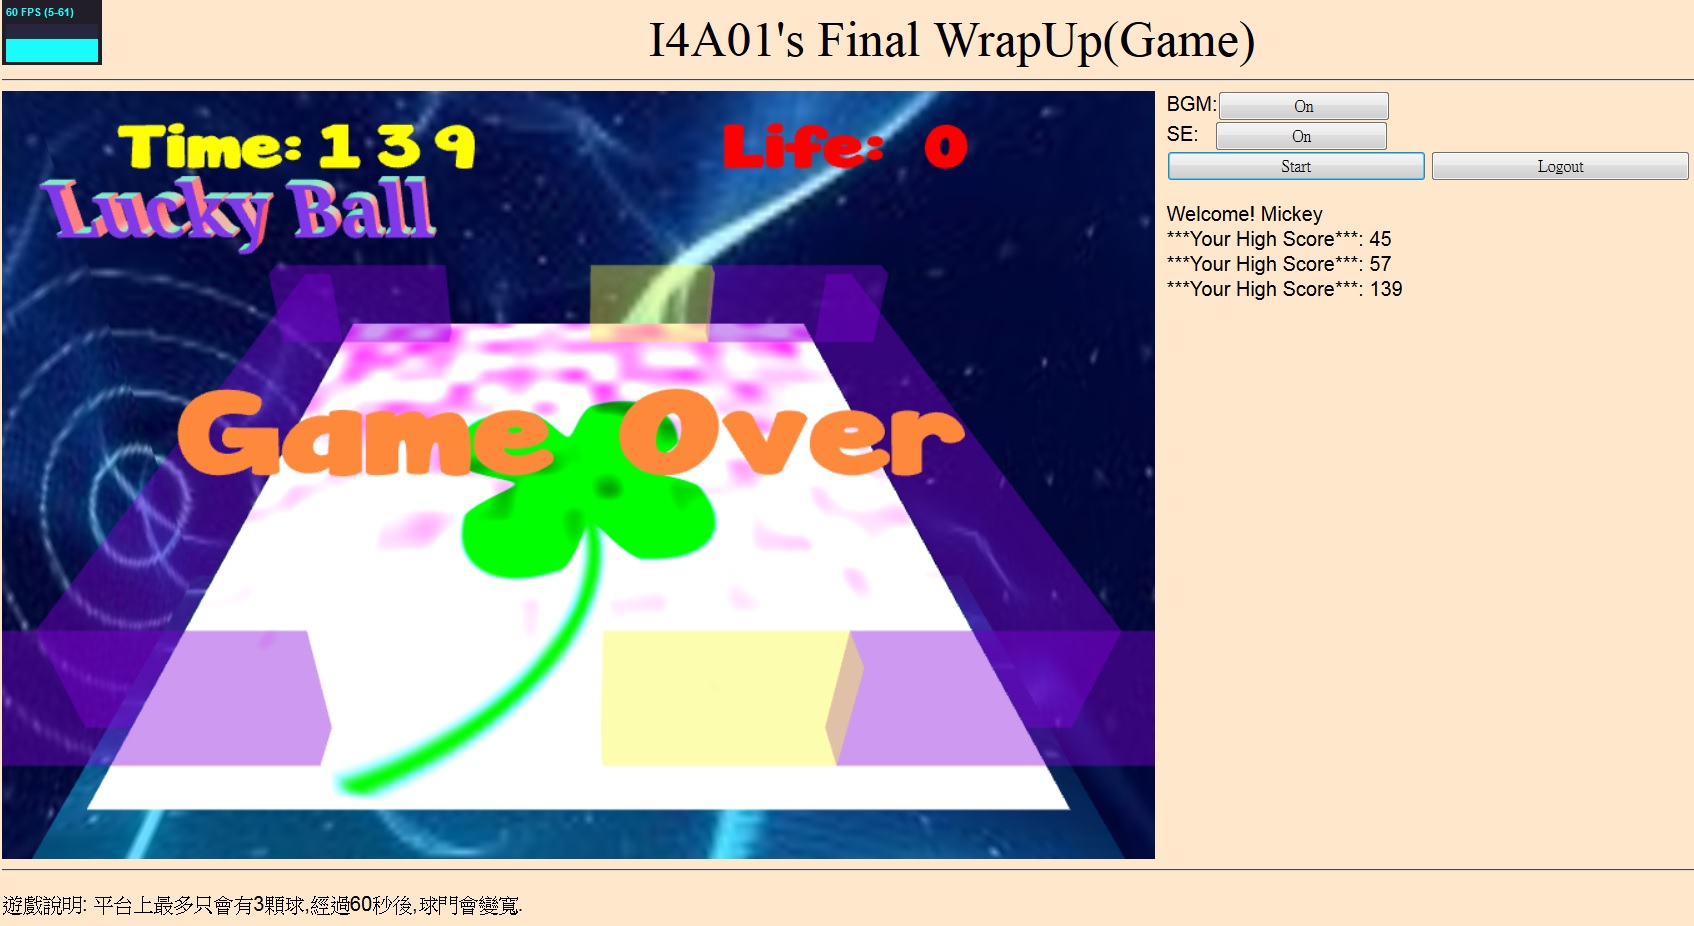 60 FPS (5-61)
I4A01's Final WrapUp(Game)
Time: 139
Life: 0
Lucky Ball
Game Over
BGM: On
SE: On
Start Logout
Welcome! Mickey
***Your High Score***: 45
***Your High Score***: 57
***Your High Score***: 139
遊戲說明: 平台上最多只會有3顆球,經過60秒後,球門會變寬.